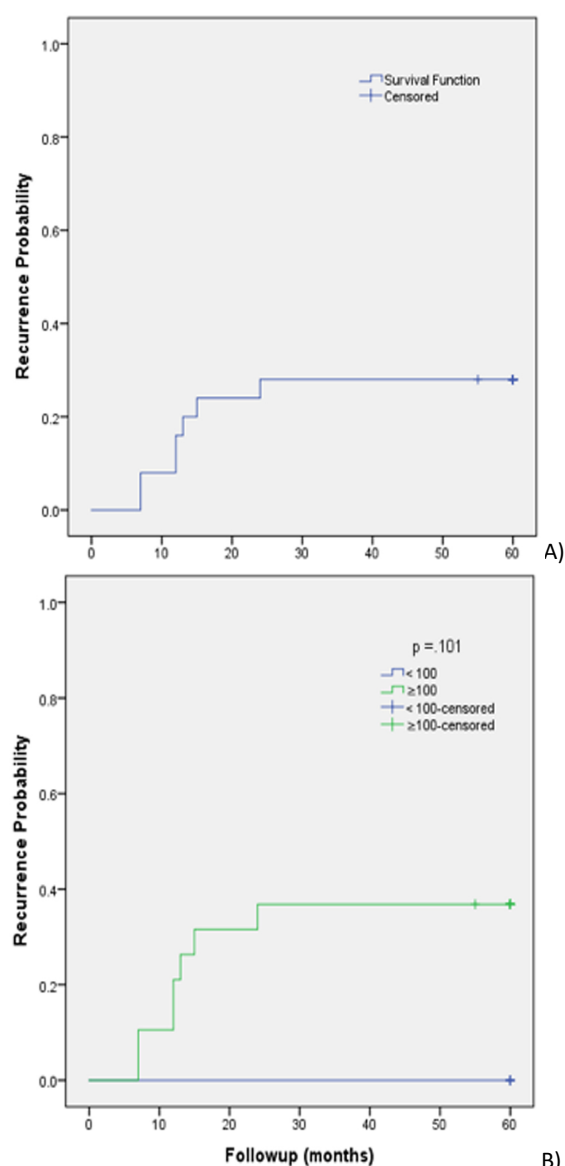 1.0
Survival Function
Censored
0.8
0.6
Recurrence Probability
0.4
0.2
0.0
0 10 20 30 40 50 60
A)
1.0
p =.101
< 100
≥100
< 100-censored
≥100-censored
0.8
0.6
Recurrence Probability
0.4
0.2
0.0
0 10 20 30 40 50 60
Followup (months)
B)